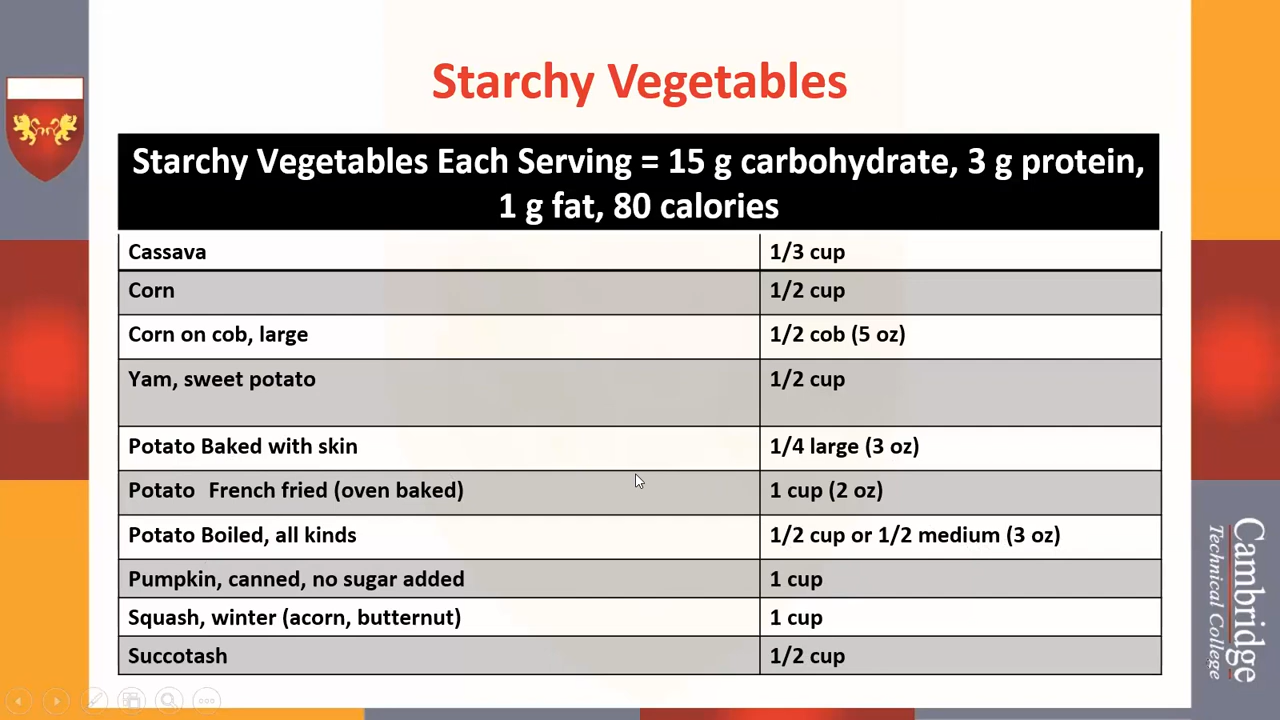 Starchy Vegetables
Starchy Vegetables Each Serving = 15 g carbohydrate, 3 g protein,
1 g fat, 80 calories
Cassava 1/3 cup
Corn 1/2 cup
Corn on cob, large 1/2 cob (5 oz)
Yam, sweet potato 1/2 cup
Potato Baked with skin 1/4 large (3 oz)
Potato French fried (oven baked) 1 cup (2 oz)
Potato Boiled, all kinds 1/2 cup or 1/2 medium (3 oz)
Pumpkin, canned, no sugar added 1 cup
Squash, winter (acorn, butternut) 1 cup
Succotash 1/2 cup
Cambridge
Technical College